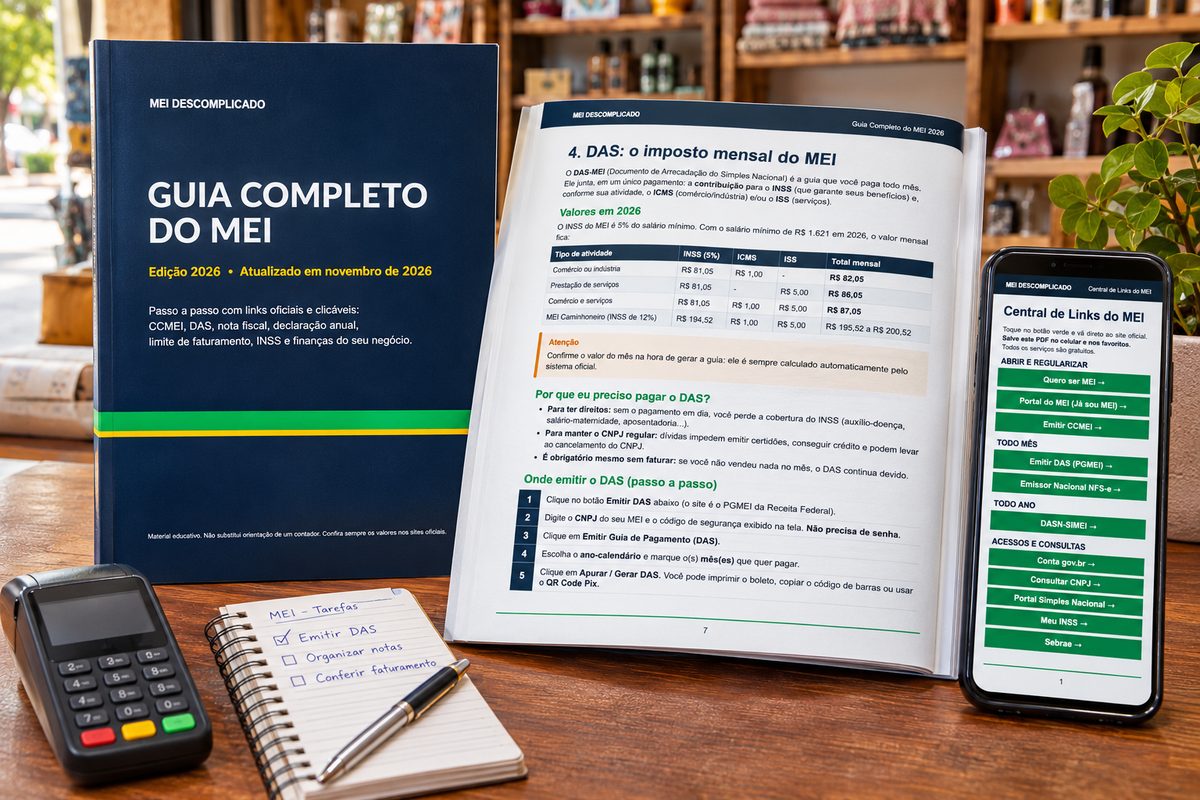 MEI DESCOMPLICADO
GUIA COMPLETO
DO MEI
Edição 2026 • Atualizado em novembro de 2026
Passo a passo com links oficiais e clicáveis:
CCMEI, DAS, nota fiscal, declaração anual,
limite de faturamento, INSS e finanças do seu negócio.
Material educativo. Não substitui orientação de um contador. Confira sempre os valores nos sites oficiais.
MEI DESCOMPLICADO
Guia Completo do MEI 2026
4. DAS: o imposto mensal do MEI
O DAS-MEI (Documento de Arrecadação do Simples Nacional) é a guia que você paga todo mês.
Ele junta, em um único pagamento: a contribuição para o INSS (que garante seus benefícios) e,
conforme sua atividade, o ICMS (comércio/indústria) e/ou o ISS (serviços).
Valores em 2026
O INSS do MEI é 5% do salário mínimo. Com o salário mínimo de R$ 1.621 em 2026, o valor mensal
fica:
Tipo de atividade INSS (5%) ICMS ISS Total mensal
Comércio ou indústria R$ 81,05 R$ 1,00 - R$ 82,05
Prestação de serviços R$ 81,05 - R$ 5,00 R$ 86,05
Comércio e serviços R$ 81,05 R$ 1,00 R$ 5,00 R$ 87,05
MEI Caminhoneiro (INSS de 12%) R$ 194,52 R$ 1,00 R$ 5,00 R$ 195,52 a R$ 200,52
Atenção
Confirme o valor do mês na hora de gerar a guia: ele é sempre calculado automaticamente pelo
sistema oficial.
Por que eu preciso pagar o DAS?
• Para ter direitos: sem o pagamento em dia, você perde a cobertura do INSS (auxílio-doença,
salário-maternidade, aposentadoria...).
• Para manter o CNPJ regular: dívidas impedem emitir certidões, conseguir crédito e podem levar
ao cancelamento do CNPJ.
• É obrigatório mesmo sem faturar: se você não vendeu nada no mês, o DAS continua devido.
Onde emitir o DAS (passo a passo)
1 Clique no botão Emitir DAS abaixo (o site é o PGMEI da Receita Federal).
2 Digite o CNPJ do seu MEI e o código de segurança exibido na tela. Não precisa de senha.
3 Clique em Emitir Guia de Pagamento (DAS).
4 Escolha o ano-calendário e marque o(s) mês(es) que quer pagar.
5 Clique em Apurar / Gerar DAS. Você pode imprimir o boleto, copiar o código de barras ou usar
o QR Code Pix.
7
MEI DESCOMPLICADO
Central de Links do MEI
Central de Links do MEI
Toque no botão verde e vá direto ao site oficial.
Salve este PDF no celular e nos favoritos.
Todos os serviços são gratuitos.
ABRIR E REGULARIZAR
Quero ser MEI →
Portal do MEI (Já sou MEI) →
Emitir CCMEI →
TODO MÊS
Emitir DAS (PGMEI) →
Emissor Nacional NFS-e →
TODO ANO
DASN-SIMEI →
ACESSOS E CONSULTAS
Conta gov.br →
Consultar CNPJ →
Portal Simples Nacional →
Meu INSS →
Sebrae →
1
MEI - Tarefas
Emitir DAS
Organizar notas
Conferir faturamento